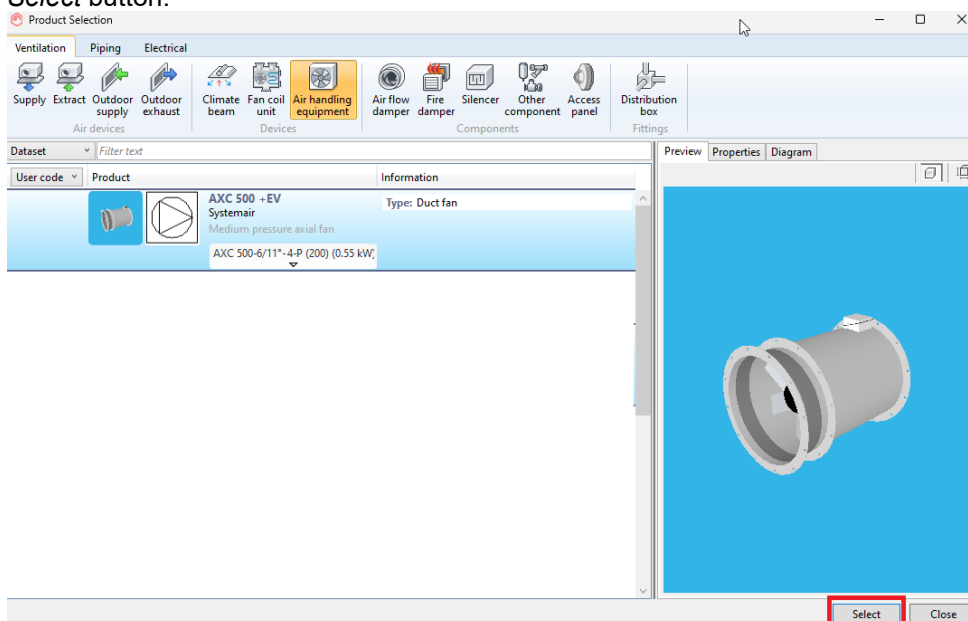 Select button.
Product Selection
Ventilation Piping Electrical
Supply Extract Outdoor supply Outdoor exhaust Climate beam Fan coil unit Air handling equipment Air flow damper Fire damper Silencer Other component Access panel Distribution box
Air devices Devices Components Fittings
Dataset Filter text Preview Properties Diagram
User code Product Information
AXC 500 +EV
Type: Duct fan
Systemair
Medium pressure axial fan
AXC 500-6/11°-4-P (200) (0.55 kW;
Select Close